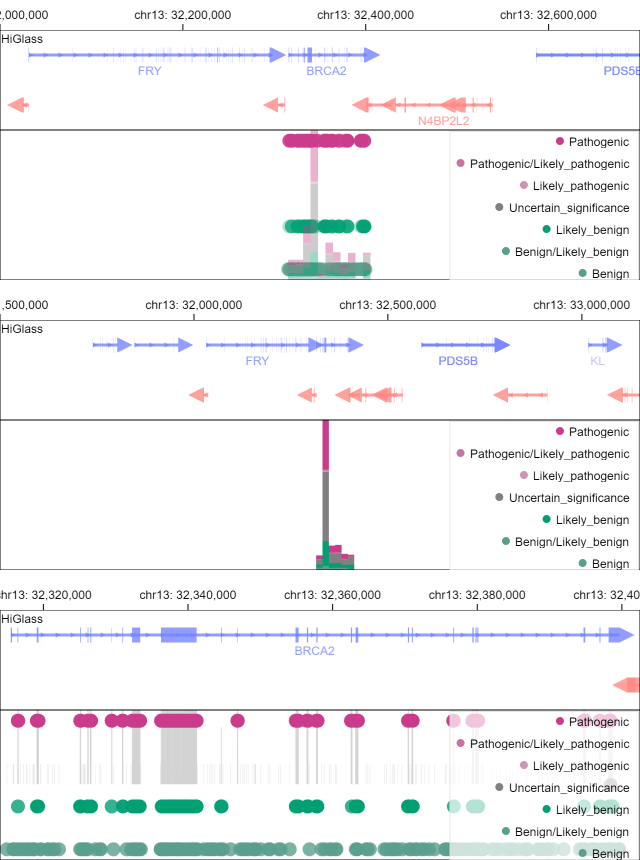 2,000,000 chr13: 32,200,000 chr13: 32,400,000 chr13: 32,600,000
HiGlass
FRY BRCA2 PDS5B
N4BP2L2
Pathogenic
Pathogenic/Likely_pathogenic
Likely_pathogenic
Uncertain_significance
Likely_benign
Benign/Likely_benign
Benign
,500,000 chr13: 32,000,000 chr13: 32,500,000 chr13: 33,000,000
HiGlass
FRY PDS5B KL
Pathogenic
Pathogenic/Likely_pathogenic
Likely_pathogenic
Uncertain_significance
Likely_benign
Benign/Likely_benign
Benign
chr13: 32,320,000 chr13: 32,340,000 chr13: 32,360,000 chr13: 32,380,000 chr13: 32,40
HiGlass
BRCA2
Pathogenic
Pathogenic/Likely_pathogenic
Likely_pathogenic
Uncertain_significance
Likely_benign
Benign/Likely_benign
Benign